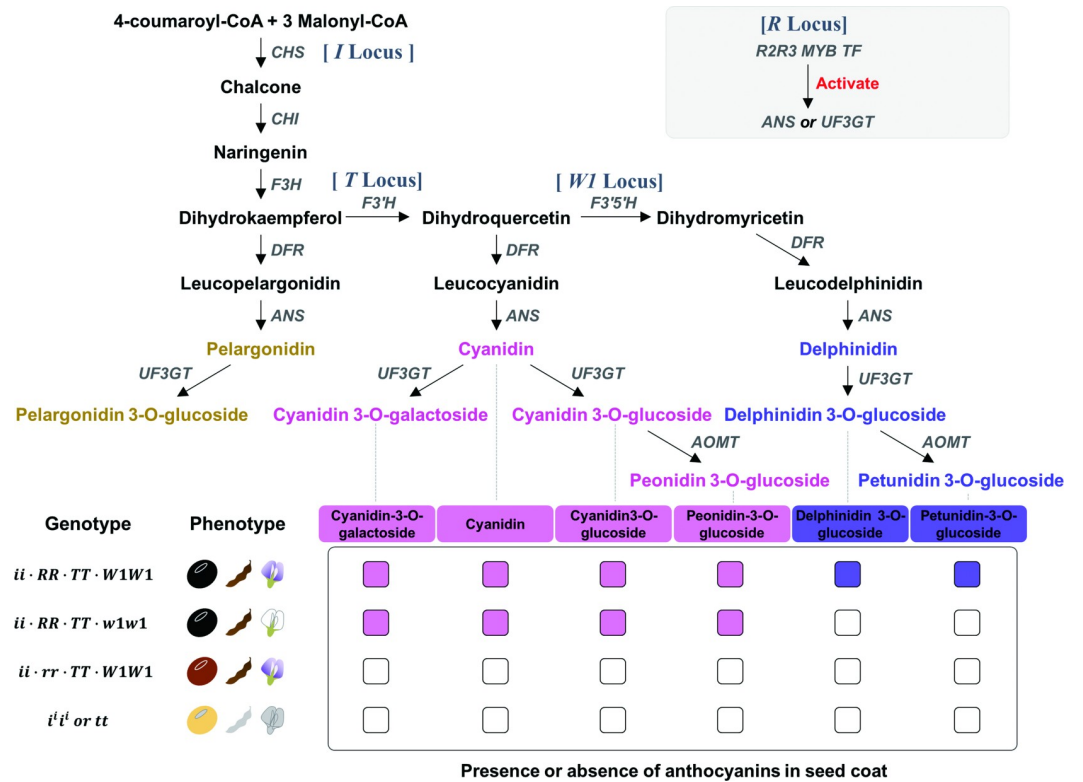 4-coumaroyl-CoA + 3 Malonyl-CoA
CHS [ I Locus ]
Chalcone
CHI
Naringenin
F3H
[ T Locus]
F3'H
[ W1 Locus]
F3'5'H
Dihydrokaempferol
Dihydroquercetin
Dihydromyricetin
DFR
DFR
DFR
Leucopelargonidin
Leucocyanidin
Leucodelphinidin
ANS
ANS
ANS
Pelargonidin
Cyanidin
Delphinidin
UF3GT
UF3GT
UF3GT
UF3GT
Pelargonidin 3-O-glucoside
Cyanidin 3-O-galactoside
Cyanidin 3-O-glucoside
Delphinidin 3-O-glucoside
AOMT
AOMT
Peonidin 3-O-glucoside
Petunidin 3-O-glucoside
[R Locus]
R2R3 MYB TF
Activate
ANS or UF3GT
Genotype
Phenotype
Cyanidin-3-O-
galactoside
Cyanidin
Cyanidin3-O-
glucoside
Peonidin-3-O-
glucoside
Delphinidin 3-O-
glucoside
Petunidin-3-O-
glucoside
ii · RR · TT · W1W1
ii · RR · TT · w1w1
ii · rr · TT · W1W1
iⁱiⁱ or tt
Presence or absence of anthocyanins in seed coat